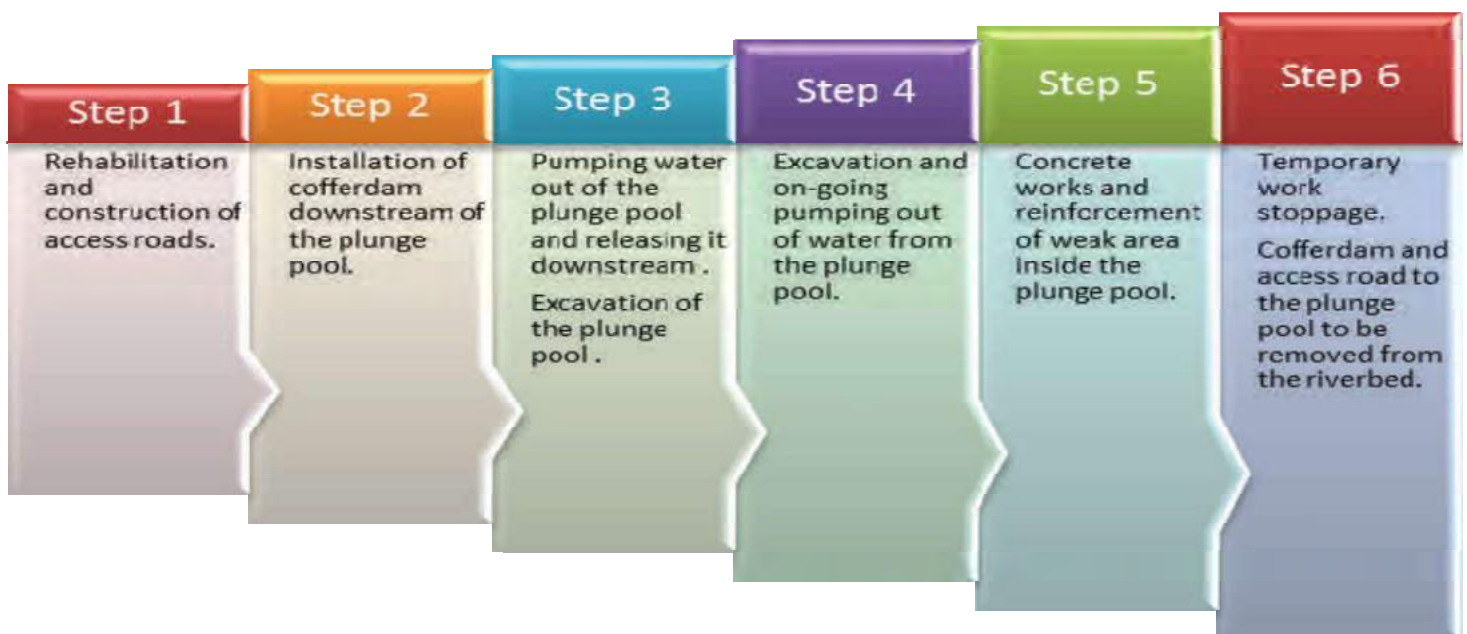 Step 1
Rehabilitation
and
construction of
access roads.
Step 2
Installation of
cofferdam
downstream of
the plunge
pool.
Step 3
Pumping water
out of the
plunge pool
and releasing it
downstream .
Excavation of
the plunge
pool .
Step 4
Excavation and
on-going
pumping out
of water from
the plunge
pool.
Step 5
Concrete
works and
reinforcement
of weak area
inside the
plunge pool.
Step 6
Temporary
work
stoppage.
Cofferdam and
access road to
the plunge
pool to be
removed from
the riverbed.